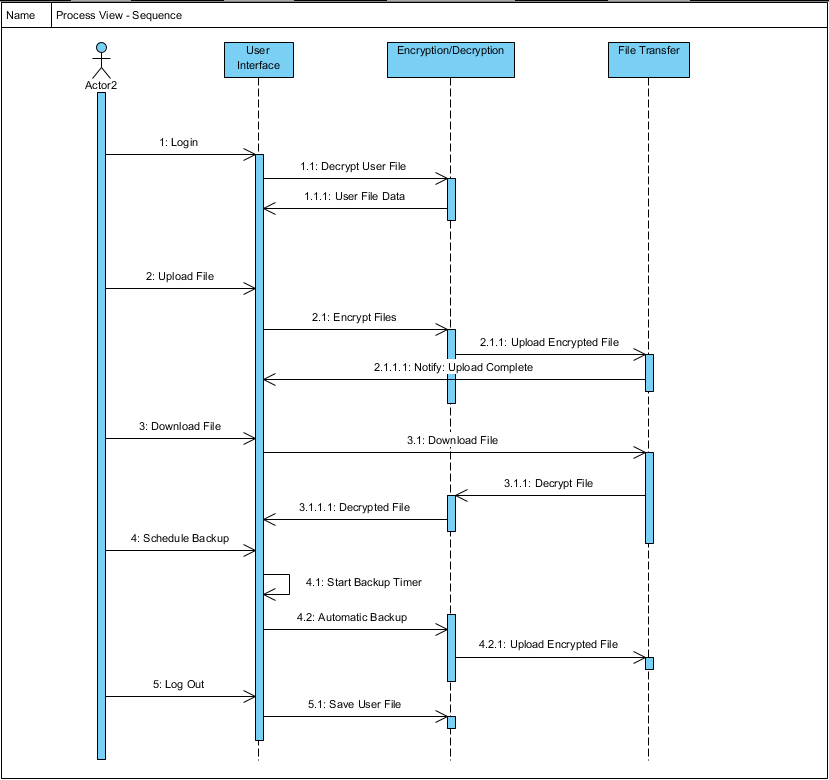 Name
Process View - Sequence
User
Interface
Encryption/Decryption
File Transfer
Actor2
1: Login
1.1: Decrypt User File
1.1.1: User File Data
2: Upload File
2.1: Encrypt Files
2.1.1: Upload Encrypted File
2.1.1.1: Notify: Upload Complete
3: Download File
3.1: Download File
3.1.1: Decrypt File
3.1.1.1: Decrypted File
4: Schedule Backup
4.1: Start Backup Timer
4.2: Automatic Backup
4.2.1: Upload Encrypted File
5: Log Out
5.1: Save User File